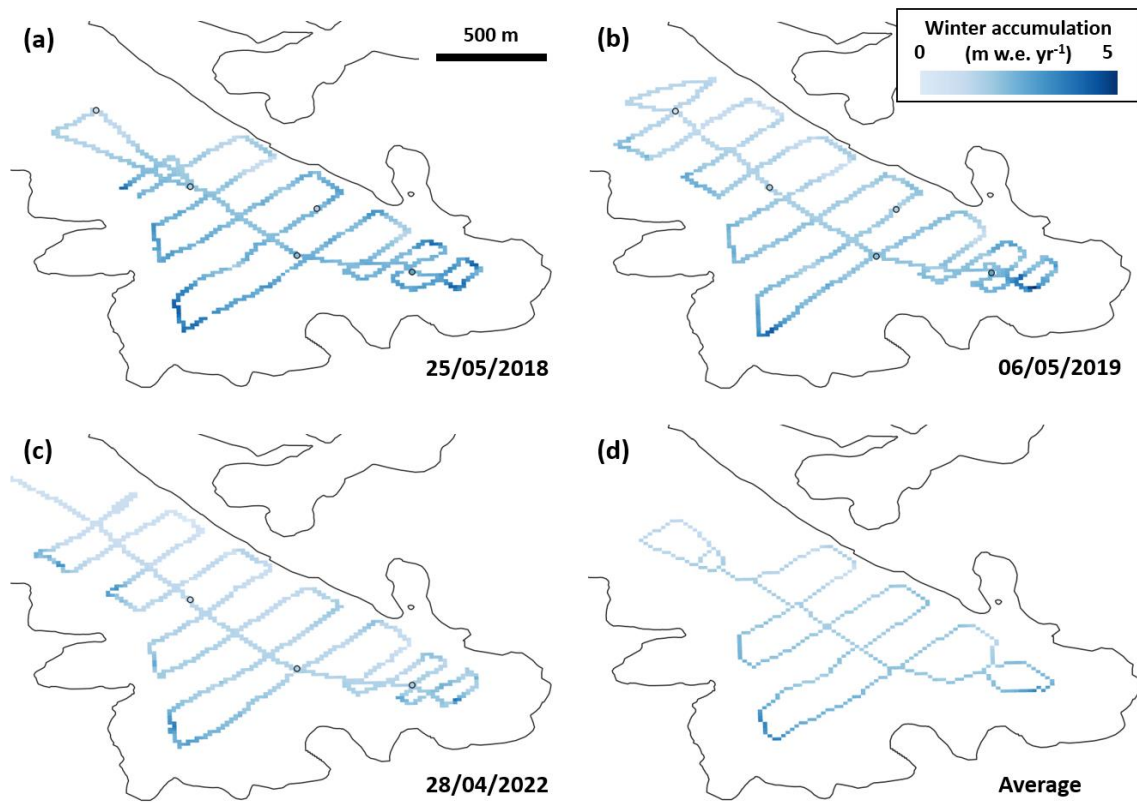 (a)
500 m
25/05/2018
(b)
Winter accumulation
0 (m w.e. yr⁻¹) 5
06/05/2019
(c)
28/04/2022
(d)
Average